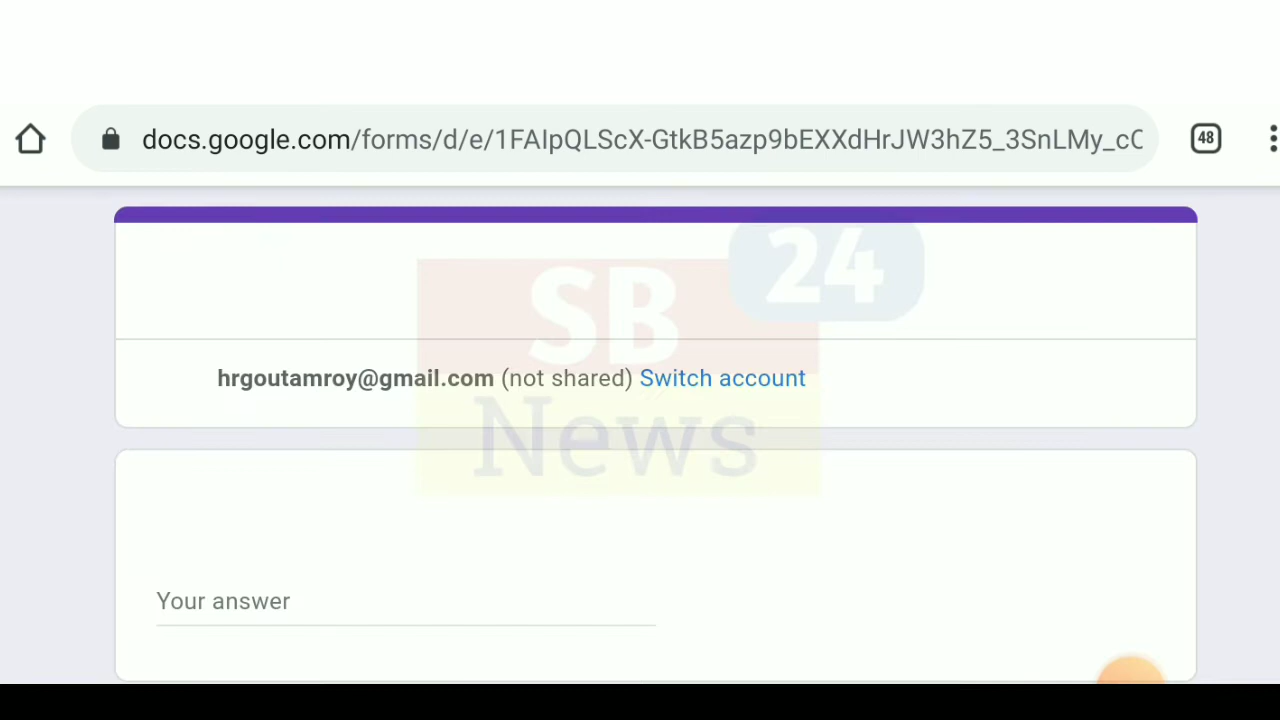 docs.google.com/forms/d/e/1FAIpQLScX-GtkB5azp9bEXXdHrJW3hZ5_3SnLMy_cC
48
24
SB
hrgoutamroy@gmail.com (not shared) Switch account
News
Your answer